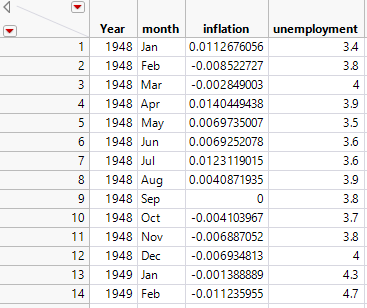 Year month inflation unemployment
1 1948 Jan 0.0112676056 3.4
2 1948 Feb -0.008522727 3.8
3 1948 Mar -0.002849003 4
4 1948 Apr 0.0140449438 3.9
5 1948 May 0.0069735007 3.5
6 1948 Jun 0.0069252078 3.6
7 1948 Jul 0.0123119015 3.6
8 1948 Aug 0.0040871935 3.9
9 1948 Sep 0 3.8
10 1948 Oct -0.004103967 3.7
11 1948 Nov -0.006887052 3.8
12 1948 Dec -0.006934813 4
13 1949 Jan -0.001388889 4.3
14 1949 Feb -0.011235955 4.7